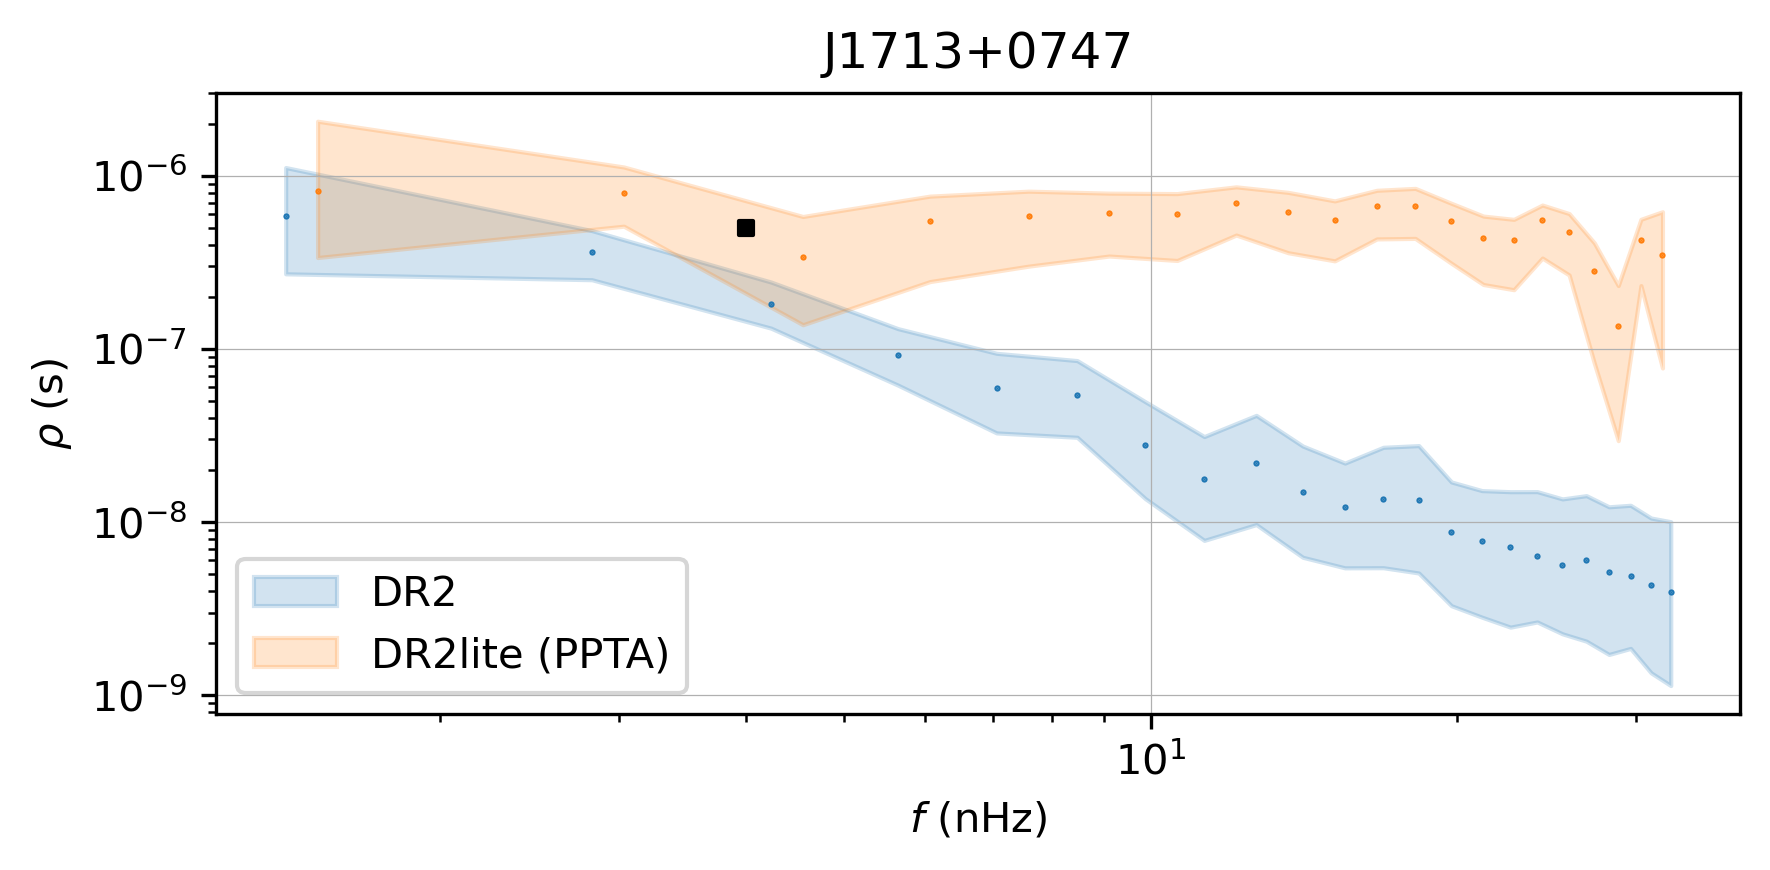 J1713+0747
10⁻⁶
10⁻⁷
10⁻⁸
10⁻⁹
ρ (s)
DR2
DR2lite (PPTA)
10¹
f (nHz)